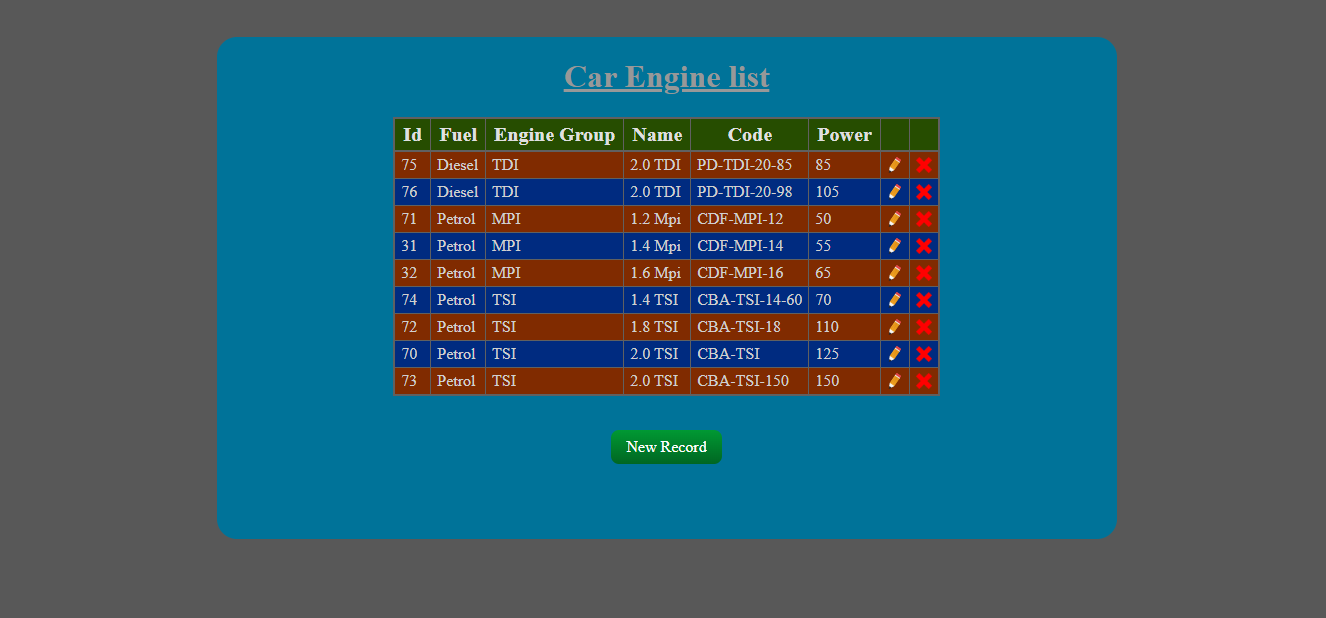 Car Engine list
Id Fuel Engine Group Name Code Power
75 Diesel TDI 2.0 TDI PD-TDI-20-85 85
76 Diesel TDI 2.0 TDI PD-TDI-20-98 105
71 Petrol MPI 1.2 Mpi CDF-MPI-12 50
31 Petrol MPI 1.4 Mpi CDF-MPI-14 55
32 Petrol MPI 1.6 Mpi CDF-MPI-16 65
74 Petrol TSI 1.4 TSI CBA-TSI-14-60 70
72 Petrol TSI 1.8 TSI CBA-TSI-18 110
70 Petrol TSI 2.0 TSI CBA-TSI 125
73 Petrol TSI 2.0 TSI CBA-TSI-150 150
New Record